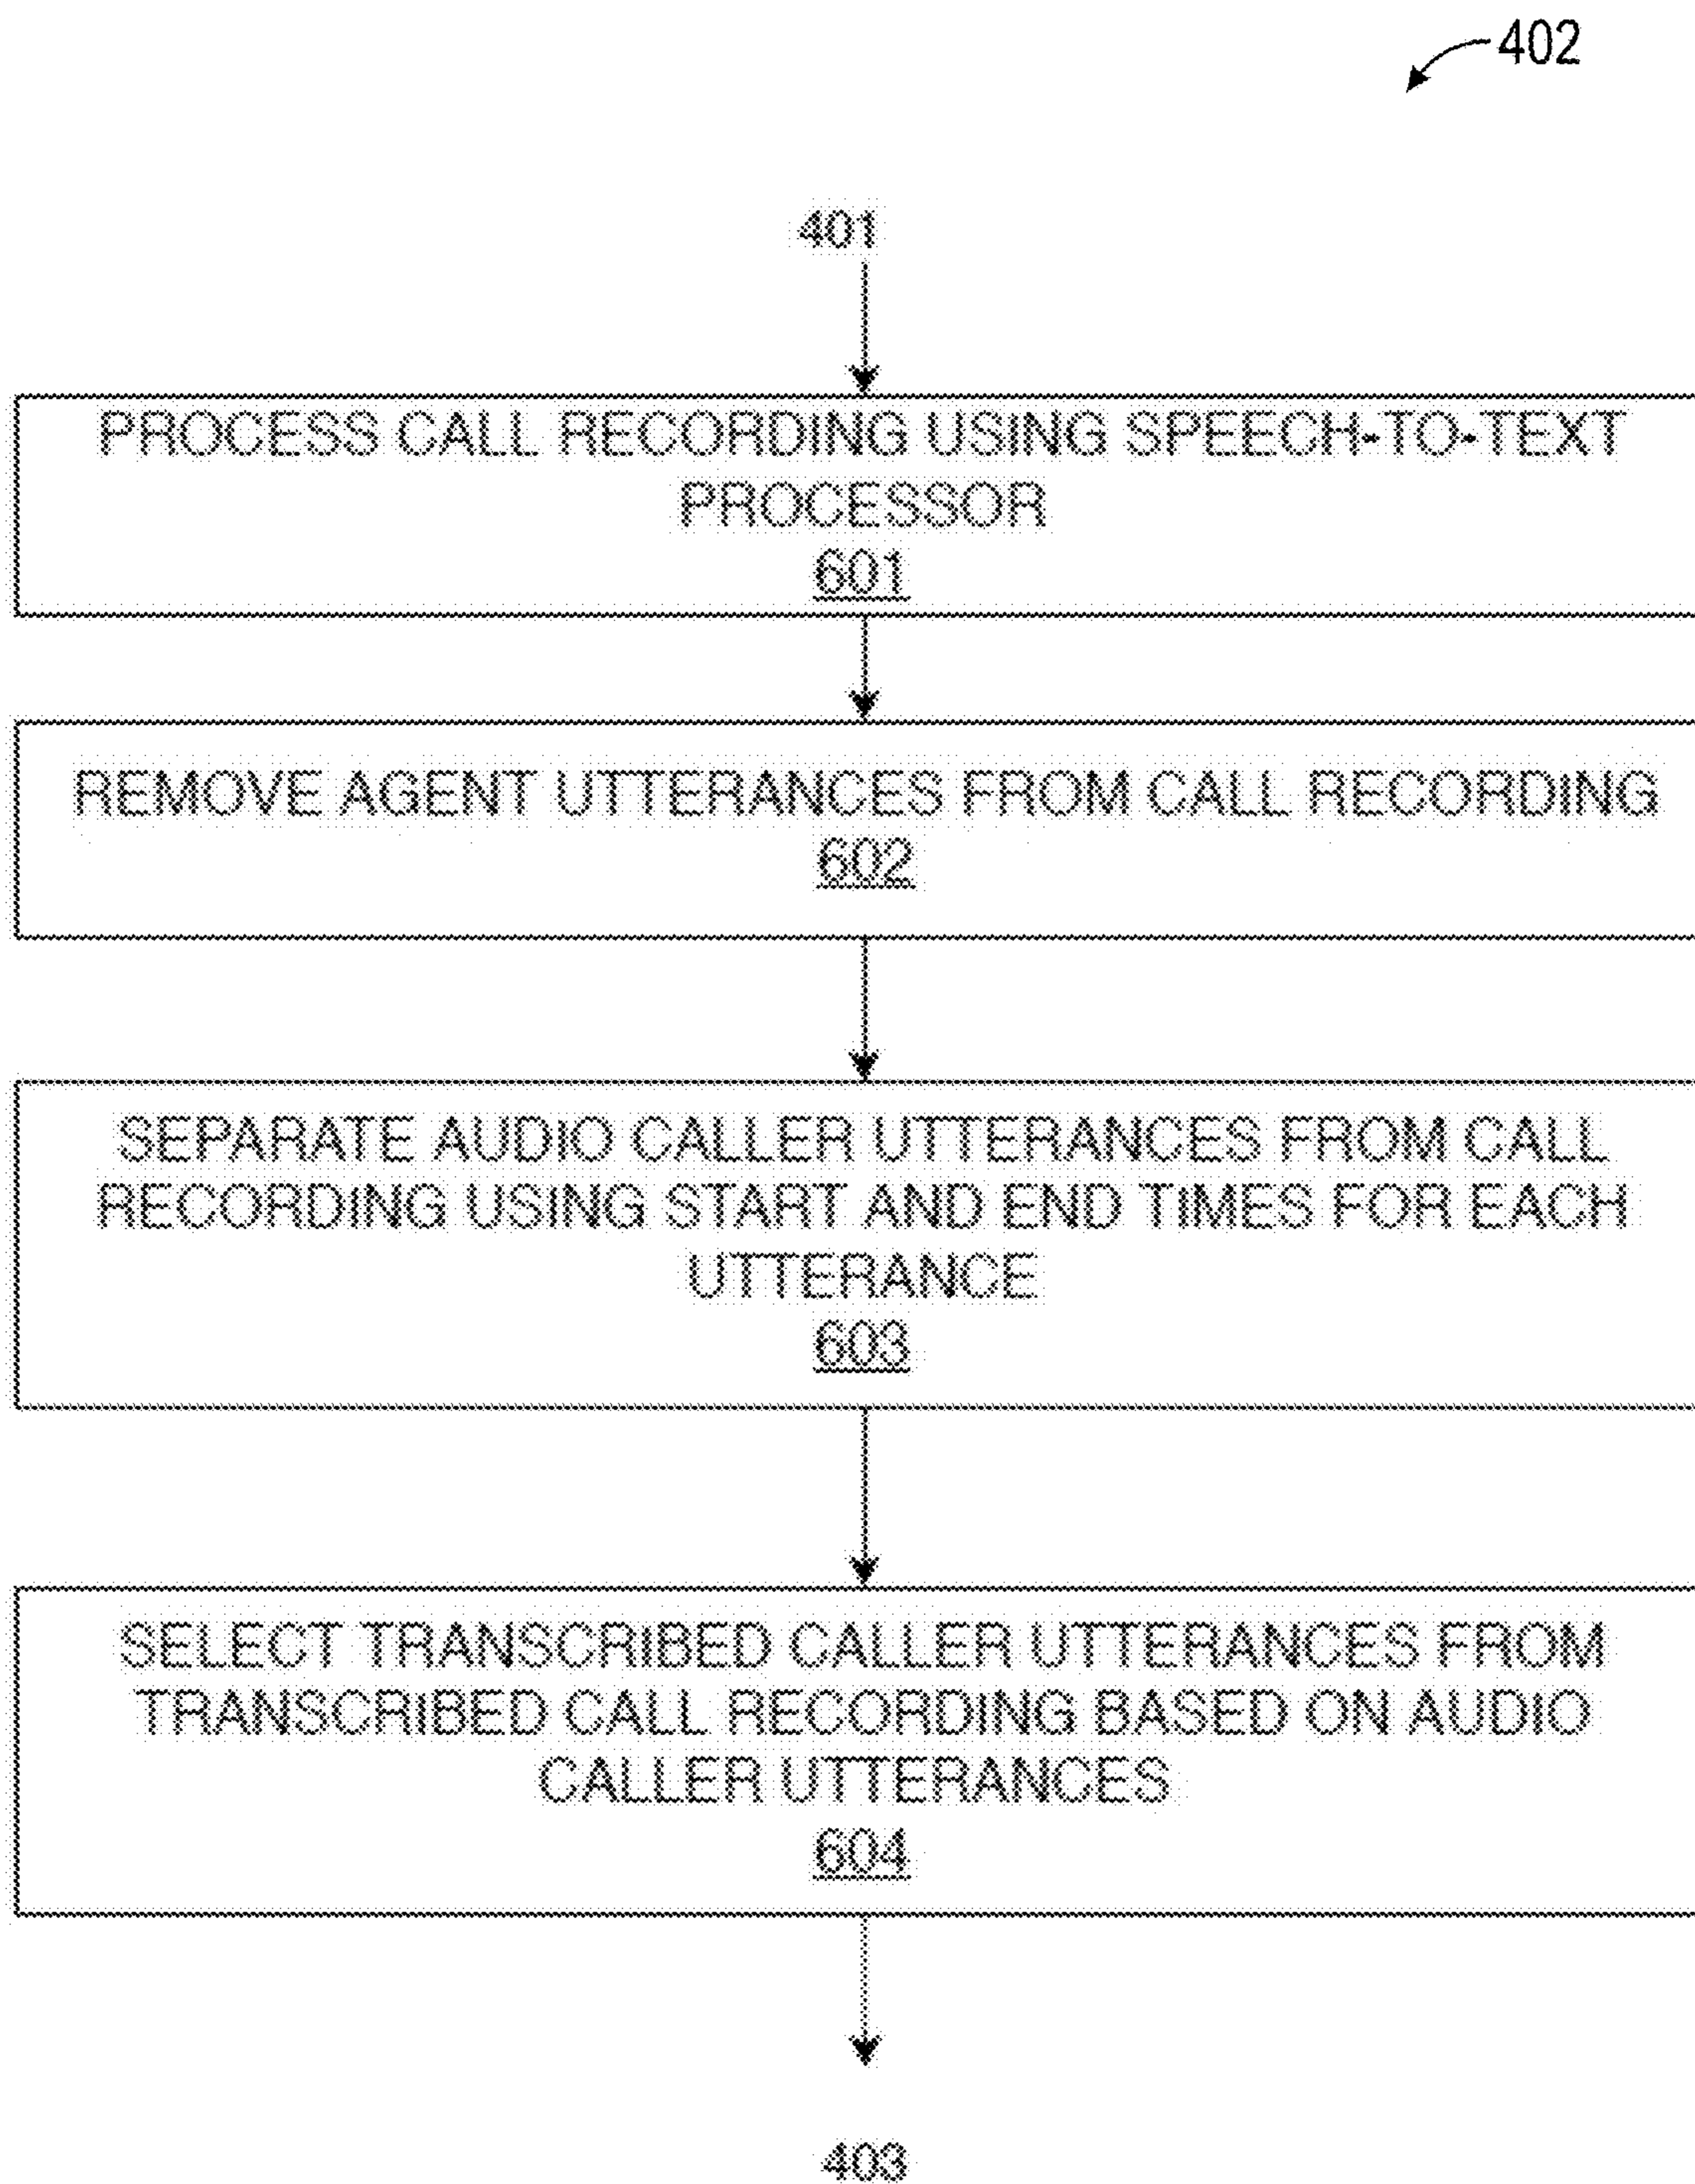 402
401
PROCESS CALL RECORDING USING SPEECH-TO-TEXT
PROCESSOR
601
REMOVE AGENT UTTERANCES FROM CALL RECORDING
602
SEPARATE AUDIO CALLER UTTERANCES FROM CALL
RECORDING USING START AND END TIMES FOR EACH
UTTERANCE
603
SELECT TRANSCRIBED CALLER UTTERANCES FROM
TRANSCRIBED CALL RECORDING BASED ON AUDIO
CALLER UTTERANCES
604
403